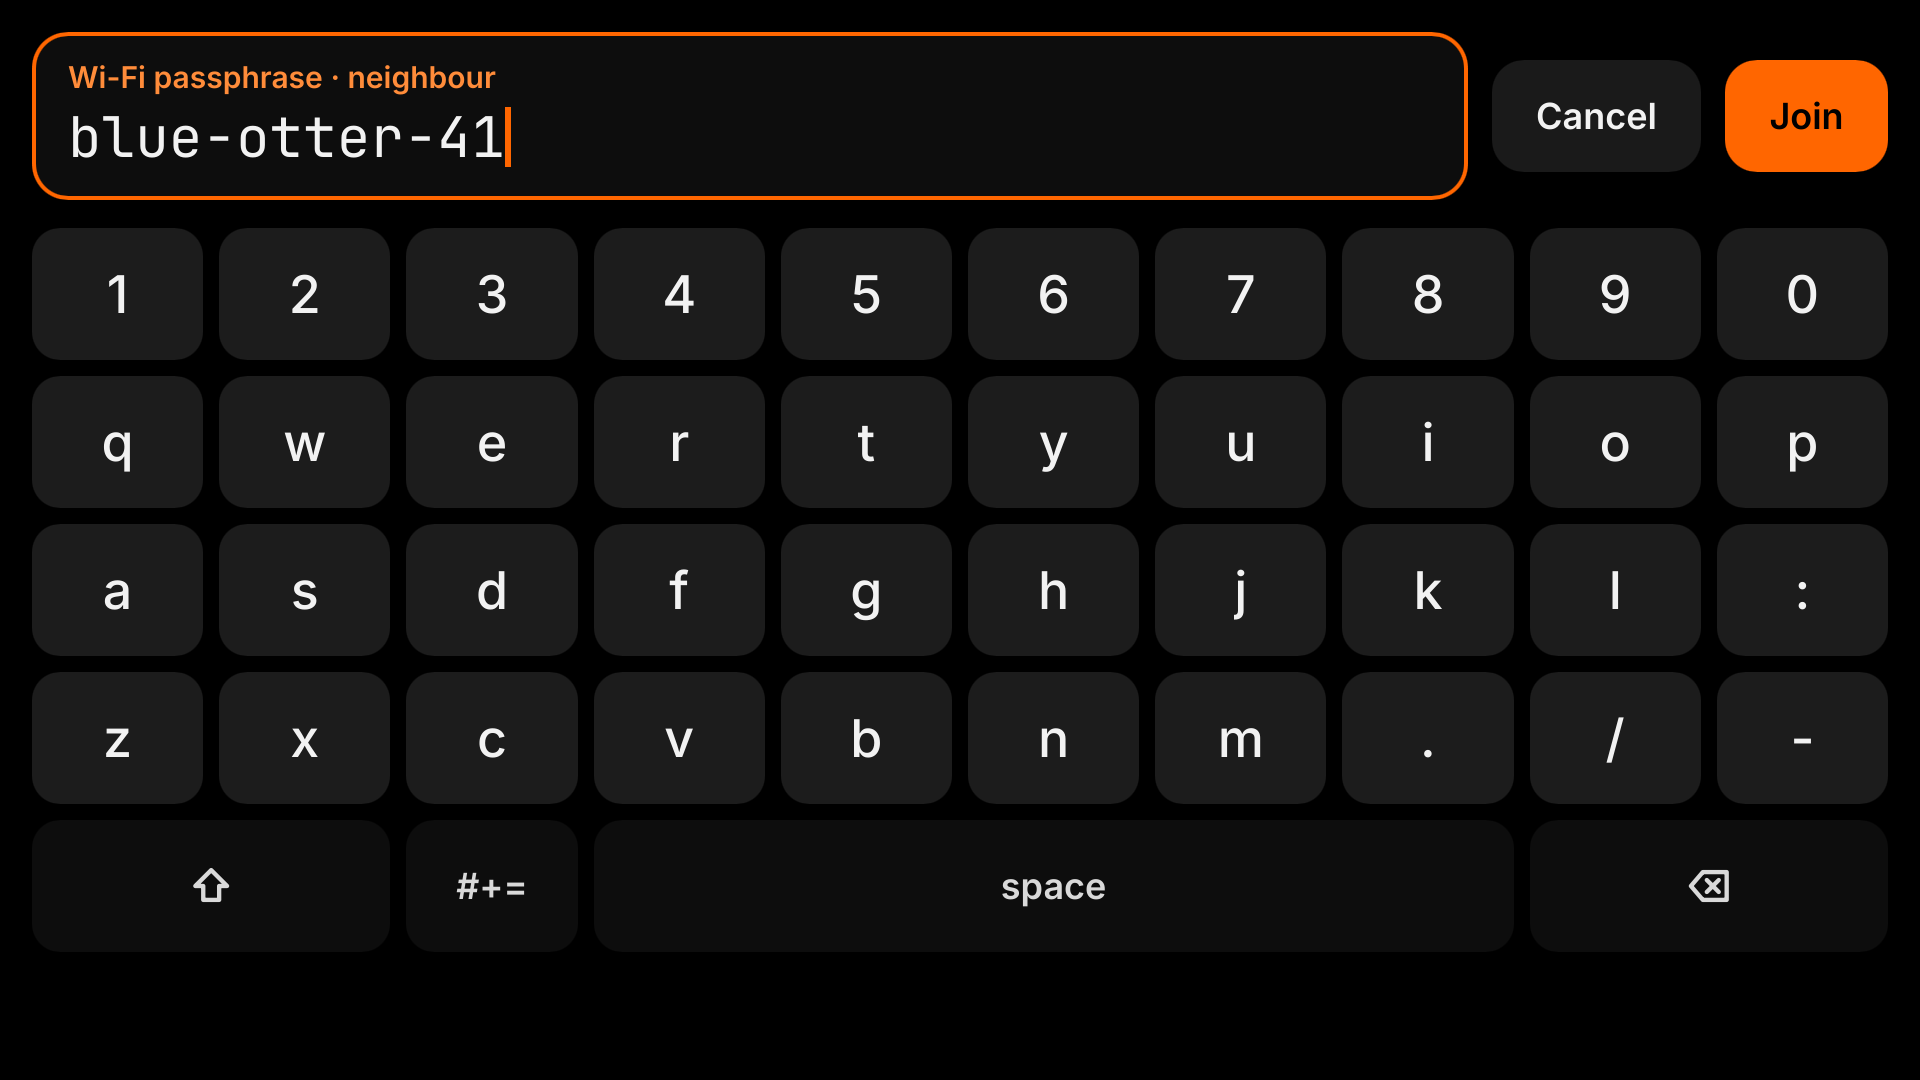 Wi-Fi passphrase · neighbour
blue-otter-41
Cancel
Join
1 2 3 4 5 6 7 8 9 0
q w e r t y u i o p
a s d f g h j k l :
z x c v b n m . / -
#+= space